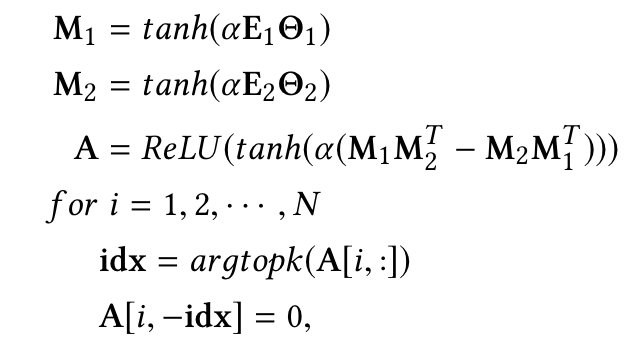 M₁ = tanh(αE₁Θ₁)
M₂ = tanh(αE₂Θ₂)
A = ReLU(tanh(α(M₁M₂ᵀ − M₂M₁ᵀ)))
for i = 1, 2, ⋯ , N
idx = argtopk(A[i, :])
A[i, −idx] = 0,